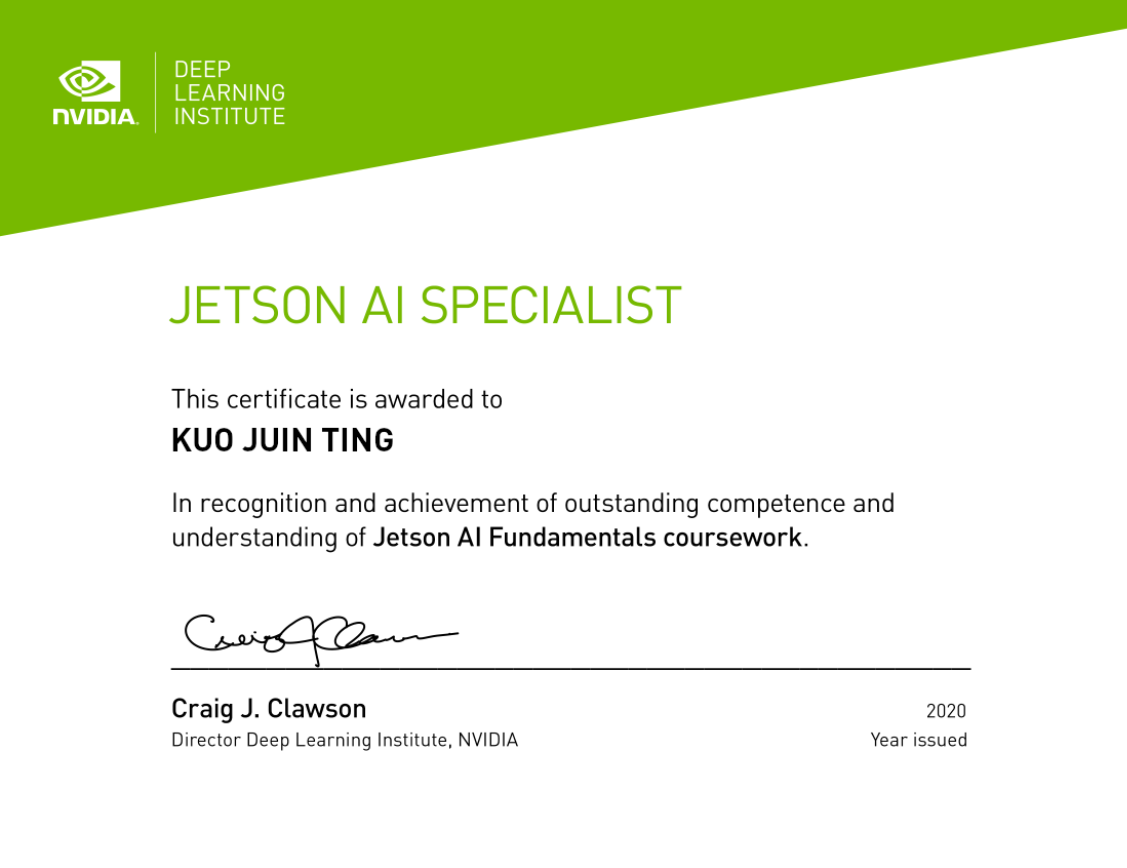 NVIDIA.
DEEP
LEARNING
INSTITUTE
JETSON AI SPECIALIST
This certificate is awarded to
KUO JUIN TING
In recognition and achievement of outstanding competence and
understanding of Jetson AI Fundamentals coursework.
Craig J. Clawson
Craig J. Clawson
2020
Director Deep Learning Institute, NVIDIA
Year issued